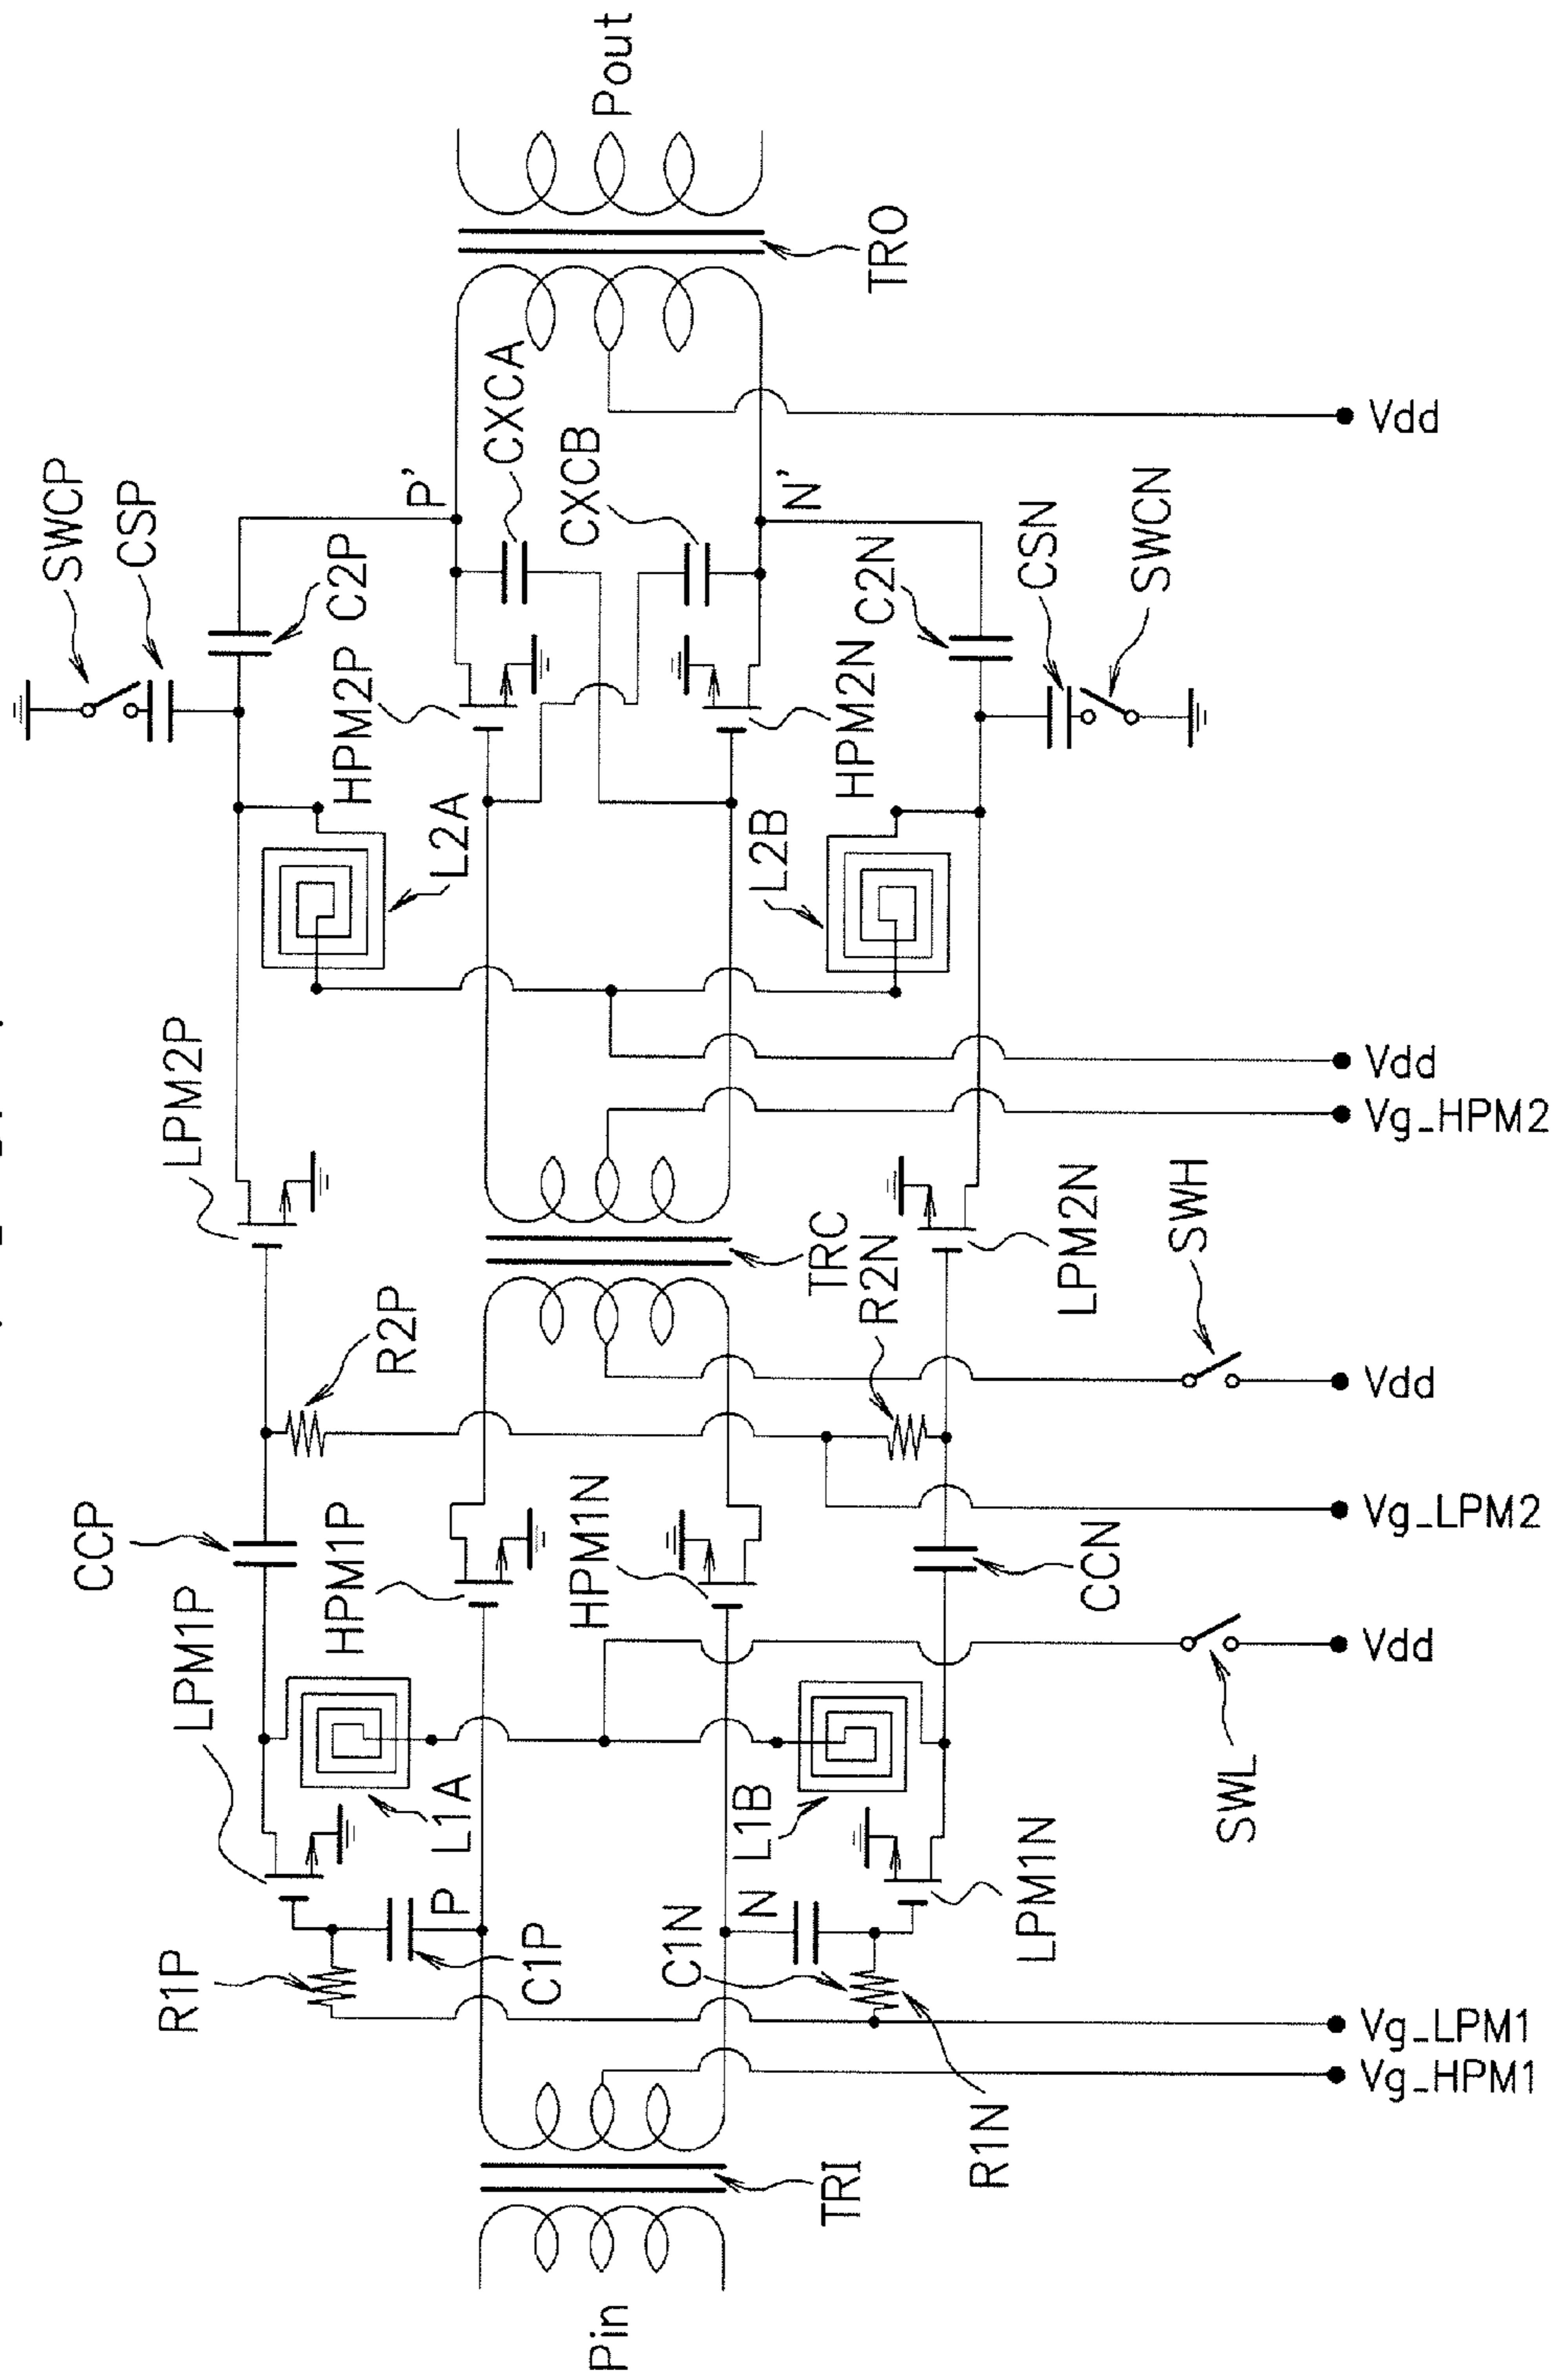 SWCP
CSP
C2P
P'
CXCA
CXCB
N'
C2N
CSN
SWCN
Pout
TRO
Vdd
HPM2P
L2A
HPM2N
L2B
LPM2P
Vdd
Vg_HPM2
TRC
R2N
LPM2N
SWH
Vdd
R2P
CCP
HPM1P
HPM1N
CCN
Vg_LPM2
LPM1P
L1A
L1B
SWL
Vdd
LPM1N
R1P
P
C1P
N
C1N
R1N
Vg_LPM1
Vg_HPM1
TRI
Pin